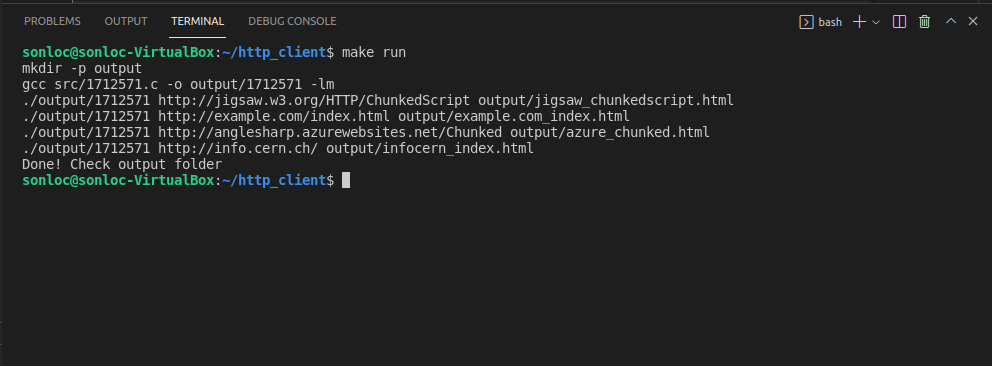 PROBLEMS OUTPUT TERMINAL DEBUG CONSOLE bash
sonloc@sonloc-VirtualBox:~/http_client$ make run
mkdir -p output
gcc src/1712571.c -o output/1712571 -lm
./output/1712571 http://jigsaw.w3.org/HTTP/ChunkedScript output/jigsaw_chunkedscript.html
./output/1712571 http://example.com/index.html output/example.com_index.html
./output/1712571 http://anglesharp.azurewebsites.net/Chunked output/azure_chunked.html
./output/1712571 http://info.cern.ch/ output/infocern_index.html
Done! Check output folder
sonloc@sonloc-VirtualBox:~/http_client$